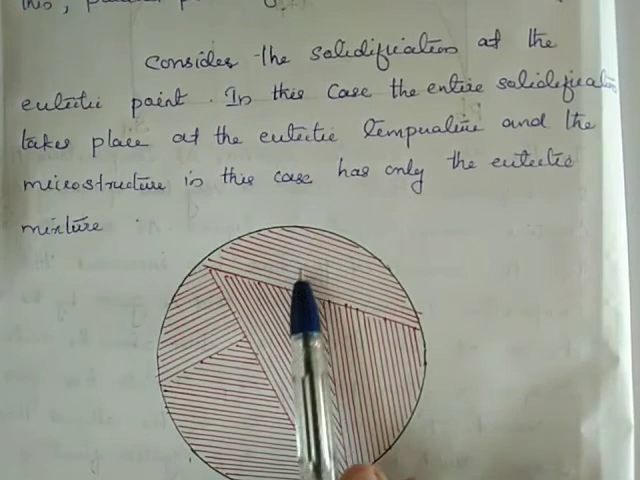 Consider the solidification at the
eutectic point. In this case the entire solidification
takes place at the eutectic temperature and the
microstructure in this case has only the eutectic
mixture